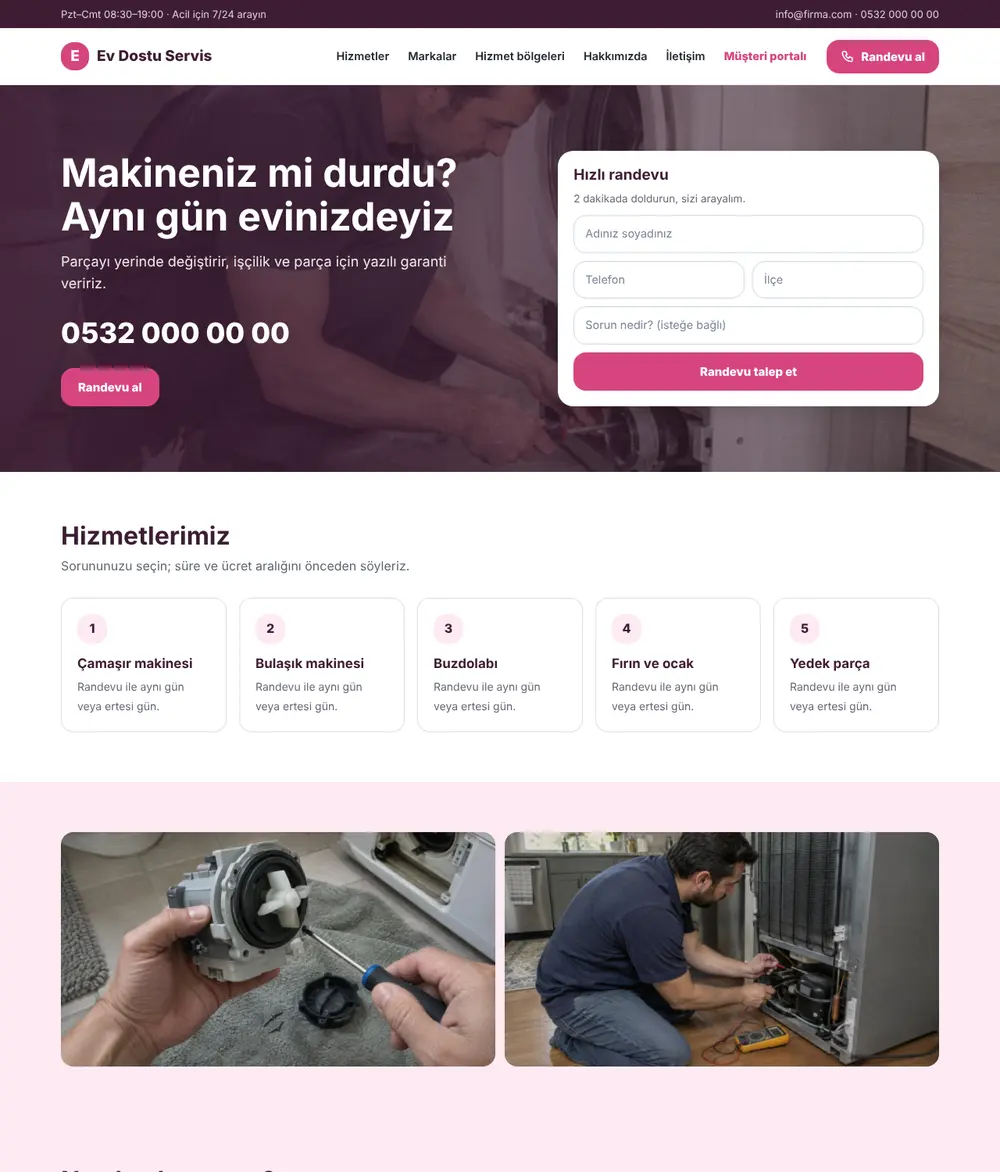 Pzt–Cmt 08:30–19:00 · Acil için 7/24 arayın
info@firma.com · 0532 000 00 00
E
Ev Dostu Servis
Hizmetler
Markalar
Hizmet bölgeleri
Hakkımızda
İletişim
Müşteri portalı
Randevu al
Makineniz mi durdu?
Aynı gün evinizdeyiz
Parçayı yerinde değiştirir, işçilik ve parça için yazılı garanti
veririz.
0532 000 00 00
Randevu al
Hızlı randevu
2 dakikada doldurun, sizi arayalım.
Adınız soyadınız
Telefon
İlçe
Sorun nedir? (isteğe bağlı)
Randevu talep et
Hizmetlerimiz
Sorununuzu seçin; süre ve ücret aralığını önceden söyleriz.
1
Çamaşır makinesi
Randevu ile aynı gün
veya ertesi gün.
2
Bulaşık makinesi
Randevu ile aynı gün
veya ertesi gün.
3
Buzdolabı
Randevu ile aynı gün
veya ertesi gün.
4
Fırın ve ocak
Randevu ile aynı gün
veya ertesi gün.
5
Yedek parça
Randevu ile aynı gün
veya ertesi gün.